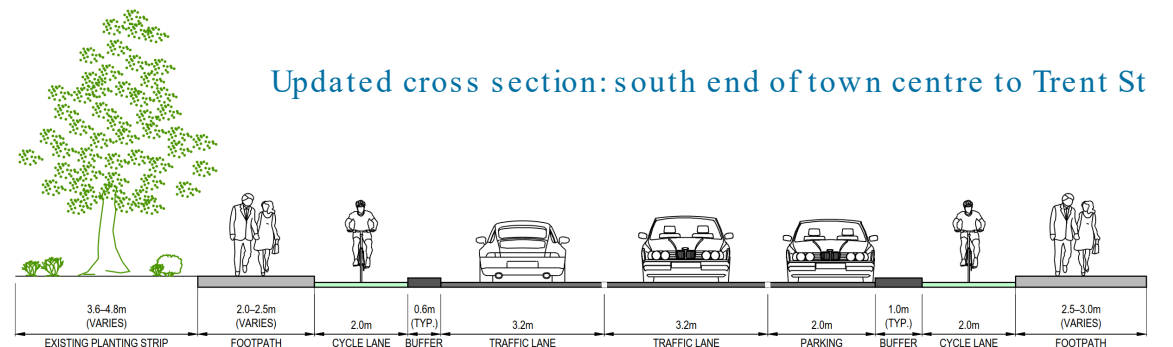 Updated cross section: south end of town centre to Trent St
3.6–4.8m
(VARIES)
EXISTING PLANTING STRIP
2.0–2.5m
(VARIES)
FOOTPATH
2.0m
CYCLE LANE
0.6m
(TYP.)
BUFFER
3.2m
TRAFFIC LANE
3.2m
TRAFFIC LANE
2.0m
PARKING
1.0m
(TYP.)
BUFFER
2.0m
CYCLE LANE
2.5–3.0m
(VARIES)
FOOTPATH